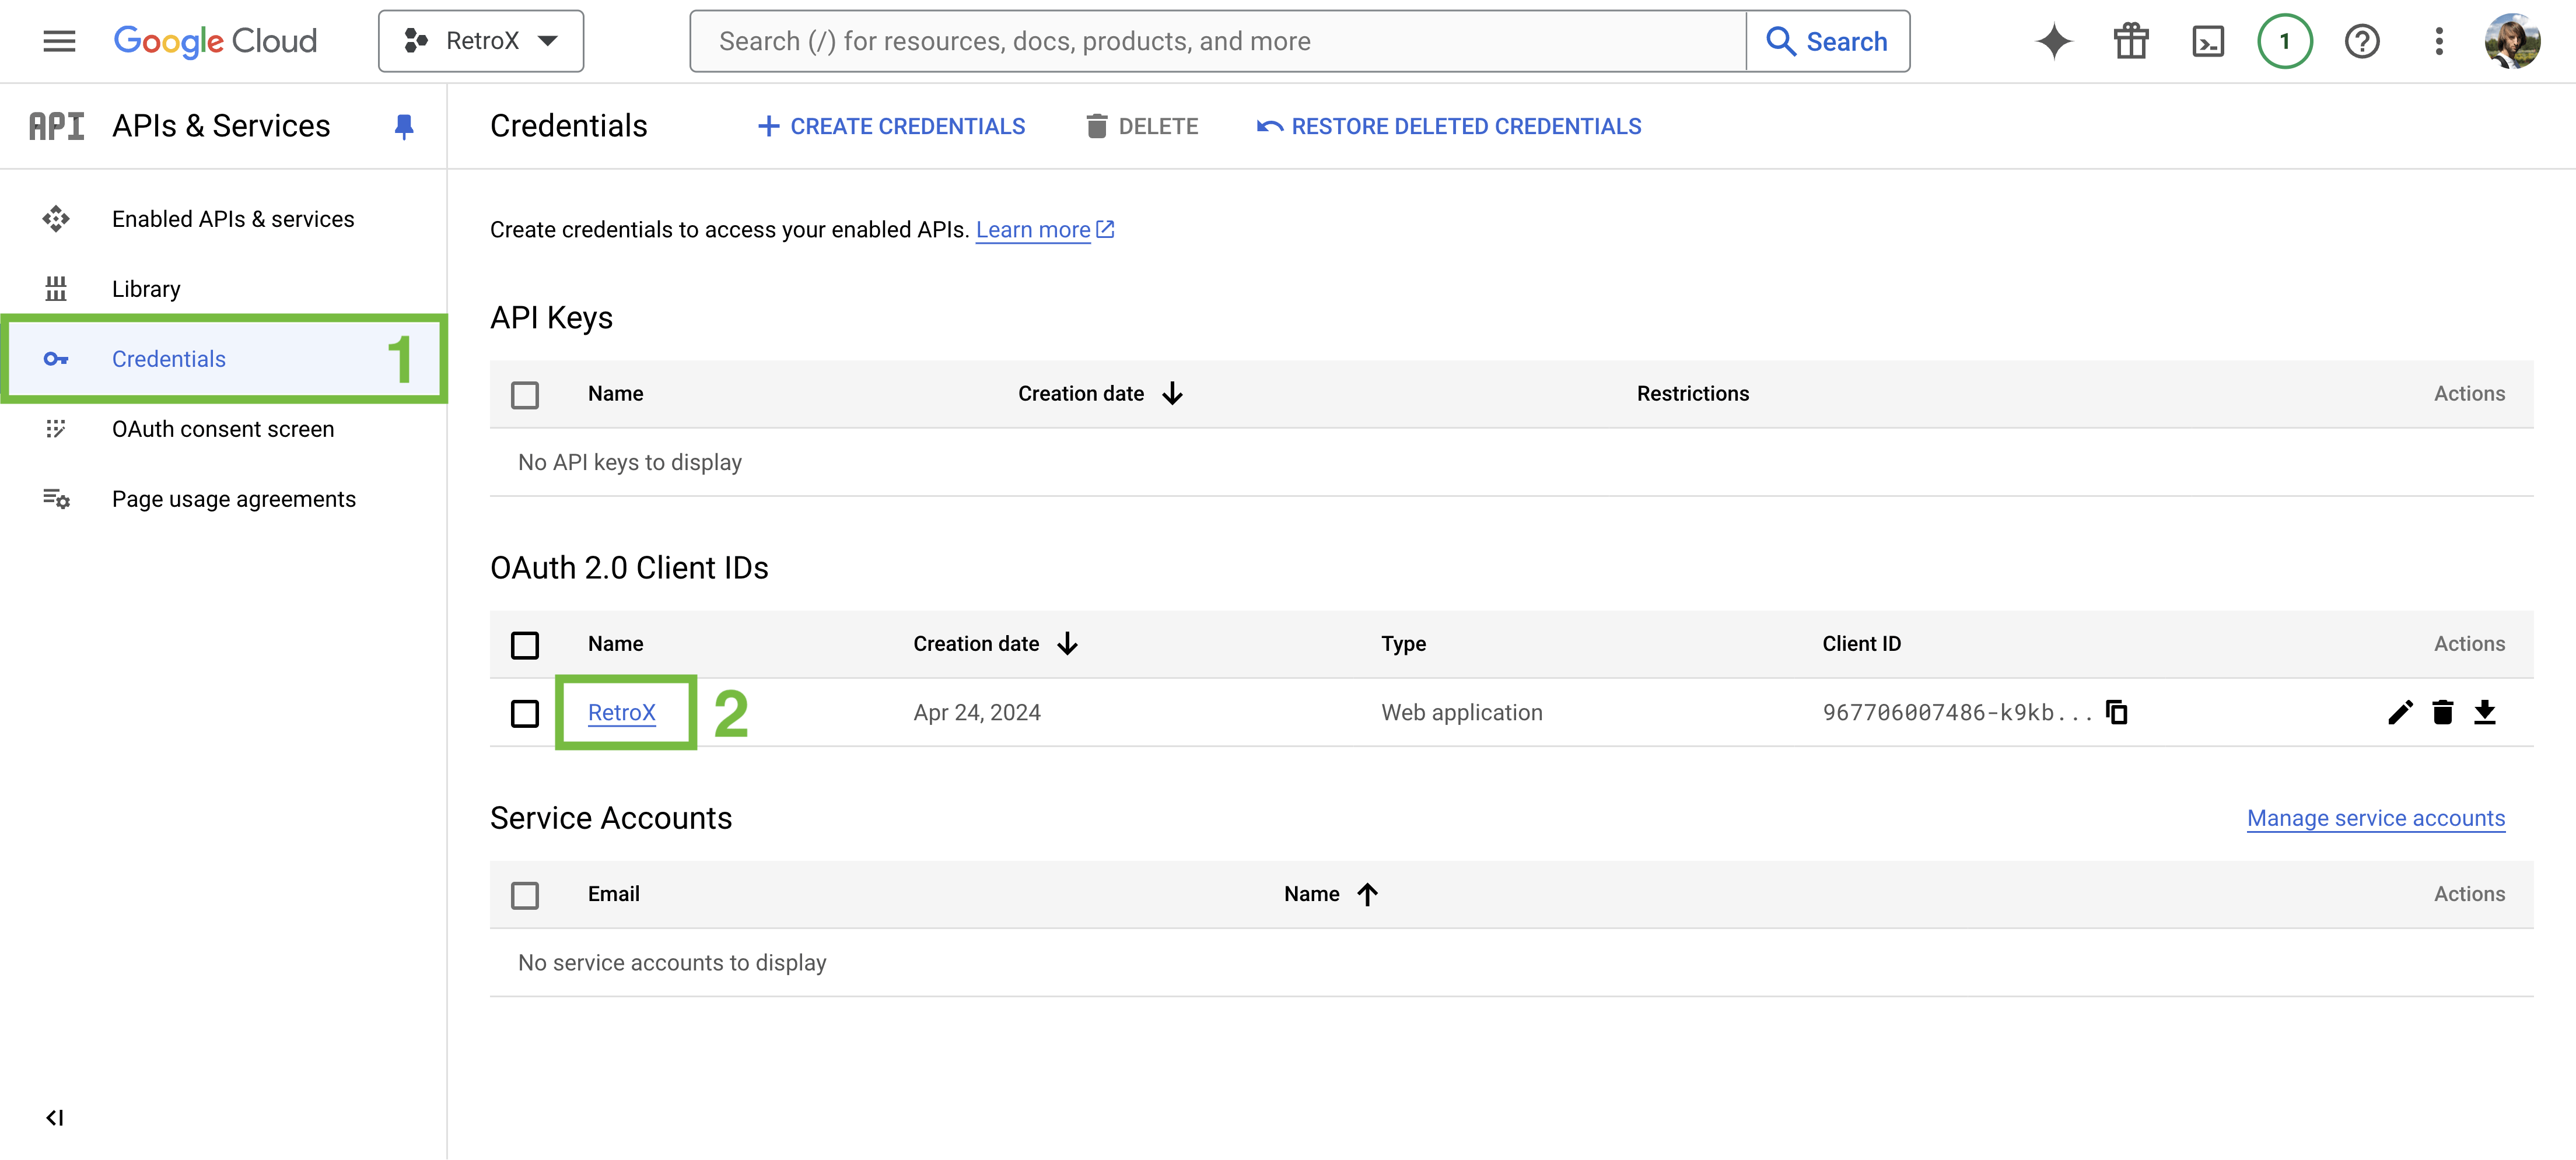 Google Cloud
RetroX
Search (/) for resources, docs, products, and more
Search
1
API
APIs & Services
Credentials
CREATE CREDENTIALS
DELETE
RESTORE DELETED CREDENTIALS
Enabled APIs & services
Library
Credentials
1
OAuth consent screen
Page usage agreements
Create credentials to access your enabled APIs. Learn more
API Keys
Name Creation date Restrictions Actions
No API keys to display
OAuth 2.0 Client IDs
Name Creation date Type Client ID Actions
RetroX 2 Apr 24, 2024 Web application 967706007486-k9kb...
Service Accounts
Manage service accounts
Email Name Actions
No service accounts to display